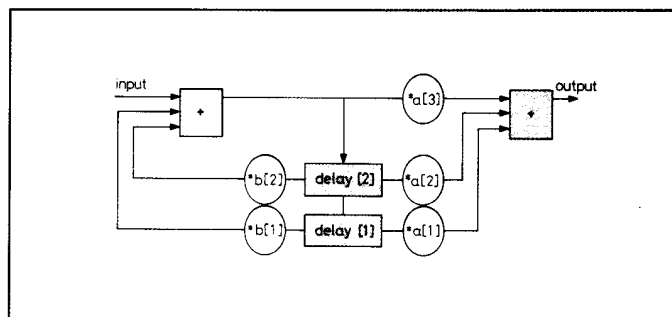 input
+
*a[3]
+
output
*b[2]
delay [2]
*a[2]
*b[1]
delay [1]
*a[1]